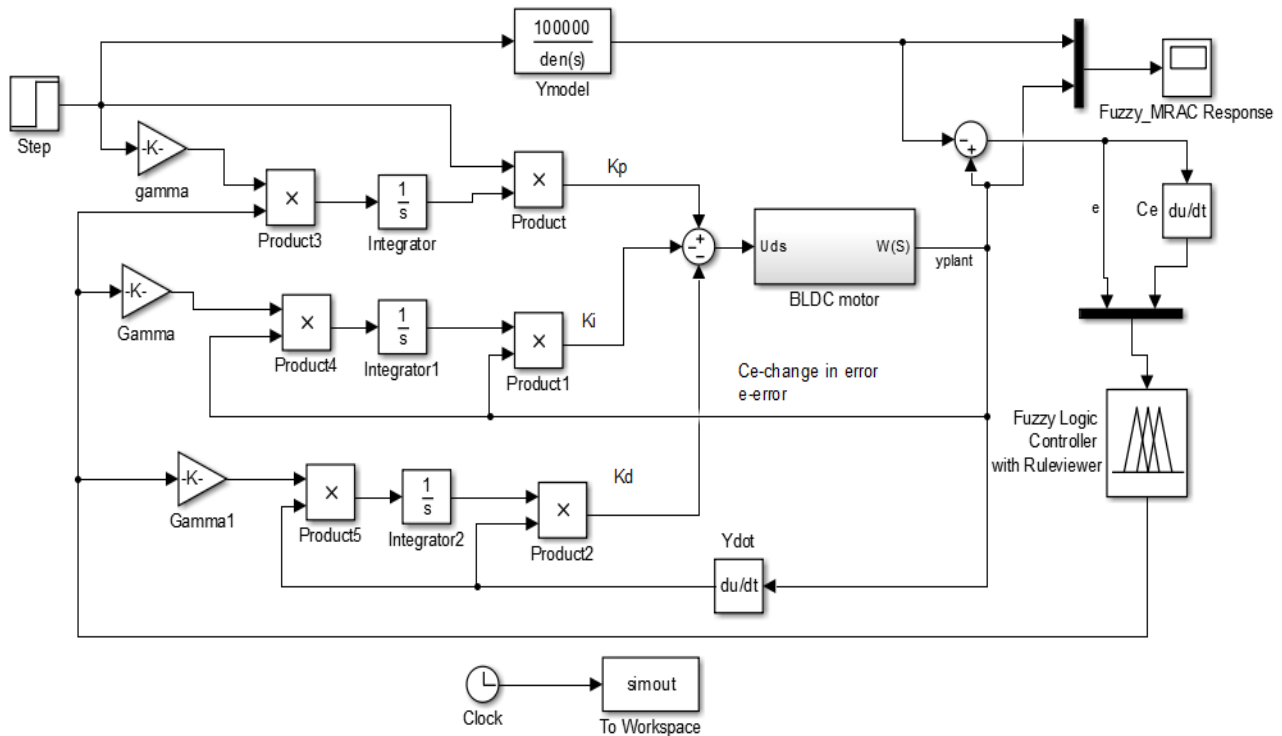 100000
den(s)
Ymodel
Step
Fuzzy_MRAC Response
-K-
gamma
×
Product3
1
s
Integrator
×
Product
Kp
-
+
e
Ce
du/dt
-
+
-
Uds
W(S)
BLDC motor
yplant
-K-
Gamma
×
Product4
1
s
Integrator1
×
Product1
Ki
Ce-change in error
e-error
Fuzzy Logic
Controller
with Ruleviewer
-K-
Gamma1
×
Product5
1
s
Integrator2
×
Product2
Kd
Ydot
du/dt
Clock
simout
To Workspace